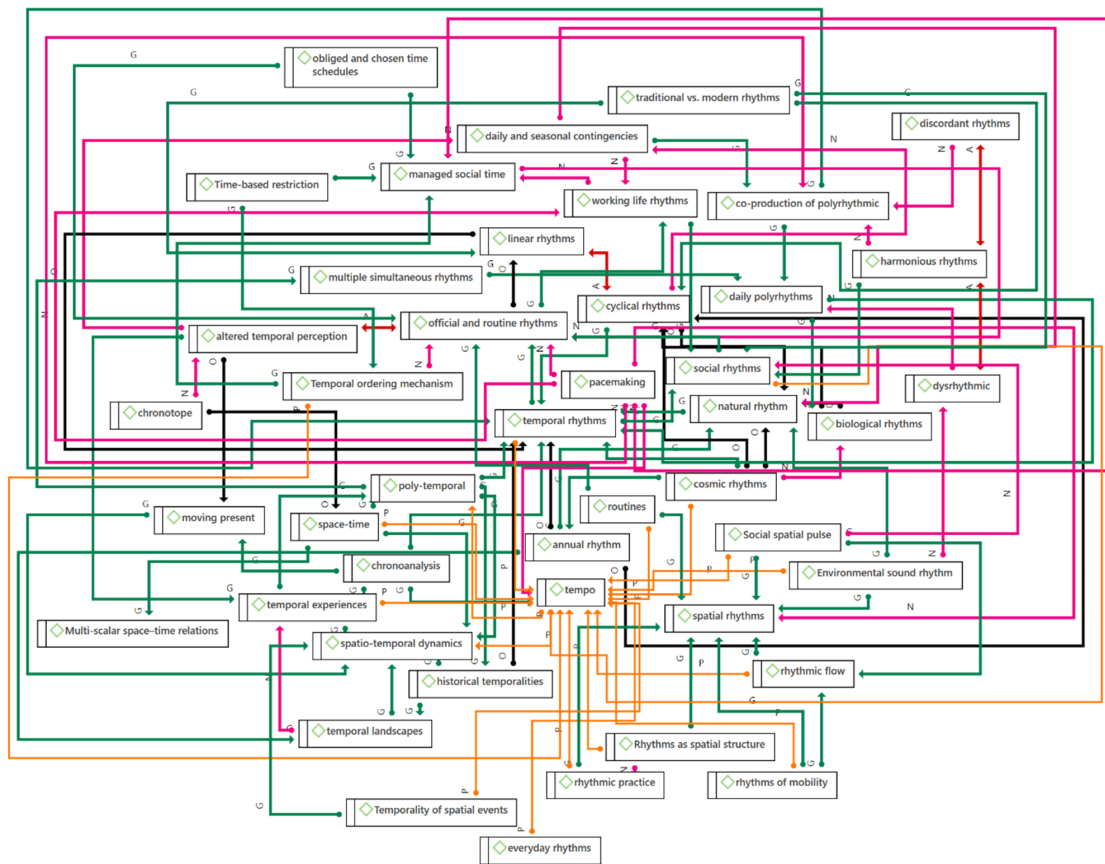 obliged and chosen time
schedules
traditional vs. modern rhythms
discordant rhythms
daily and seasonal contingencies
managed social time
Time-based restriction
working life rhythms
co-production of polyrhythmic
linear rhythms
harmonious rhythms
multiple simultaneous rhythms
cyclical rhythms
daily polyrhythms
altered temporal perception
official and routine rhythms
social rhythms
Temporal ordering mechanism
pacemaking
dysrhythmic
chronotope
temporal rhythms
natural rhythm
biological rhythms
poly-temporal
cosmic rhythms
moving present
space-time
routines
annual rhythm
Social spatial pulse
chronoanalysis
Environmental sound rhythm
temporal experiences
tempo
spatial rhythms
Multi-scalar space–time relations
spatio-temporal dynamics
historical temporalities
rhythmic flow
temporal landscapes
Rhythms as spatial structure
rhythmic practice
rhythms of mobility
Temporality of spatial events
everyday rhythms